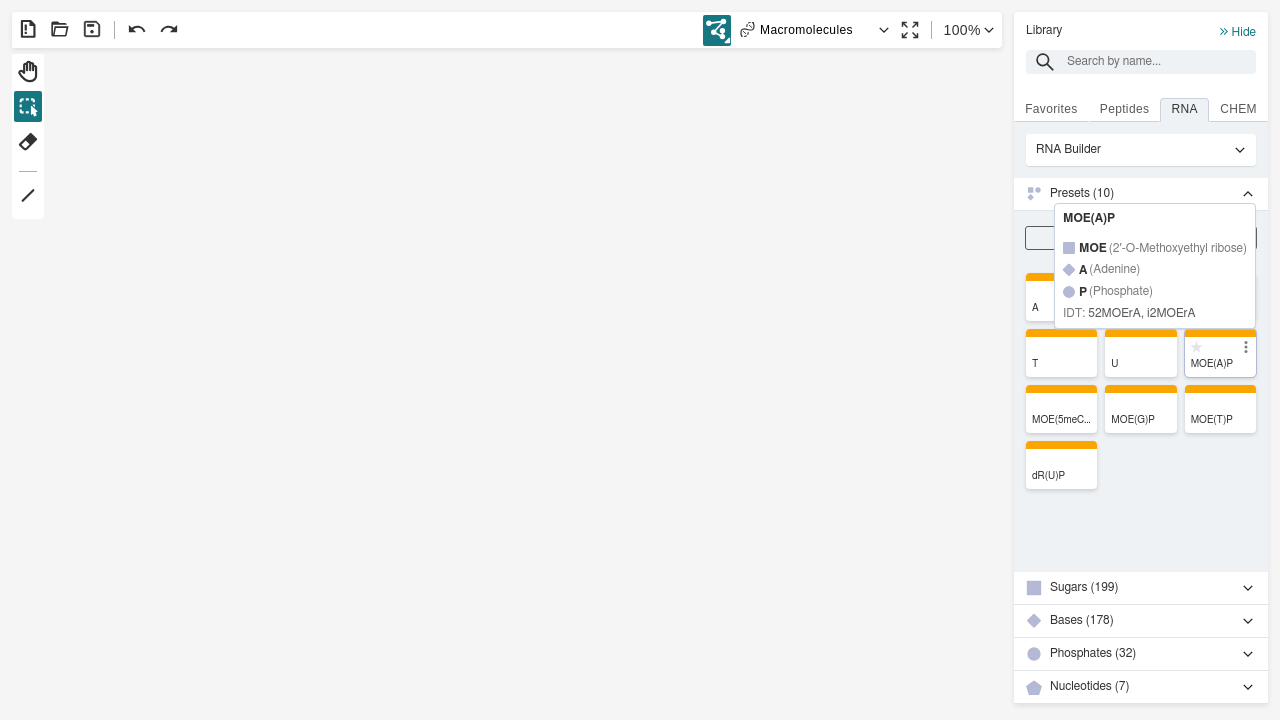 Macromolecules
100%
Library
Hide
Search by name...
Favorites
Peptides
RNA
CHEM
RNA Builder
Presets (10)
MOE(A)P
MOE (2'-O-Methoxyethyl ribose)
A (Adenine)
P (Phosphate)
IDT: 52MOErA, i2MOErA
A
T
U
MOE(A)P
MOE(5meC...
MOE(G)P
MOE(T)P
dR(U)P
Sugars (199)
Bases (178)
Phosphates (32)
Nucleotides (7)